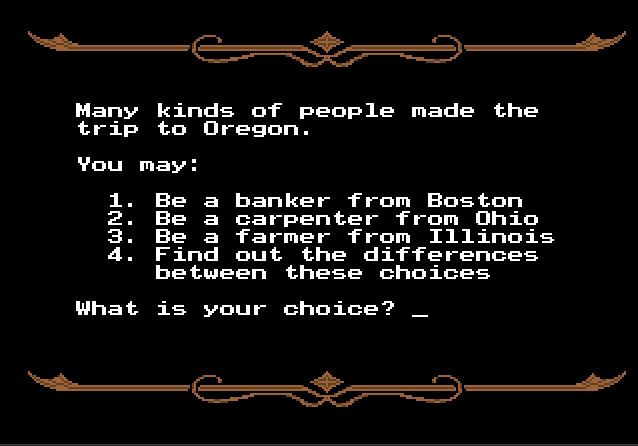 Many kinds of people made the
trip to Oregon.
You may:
1. Be a banker from Boston
2. Be a carpenter from Ohio
3. Be a farmer from Illinois
4. Find out the differences
between these choices
What is your choice? _